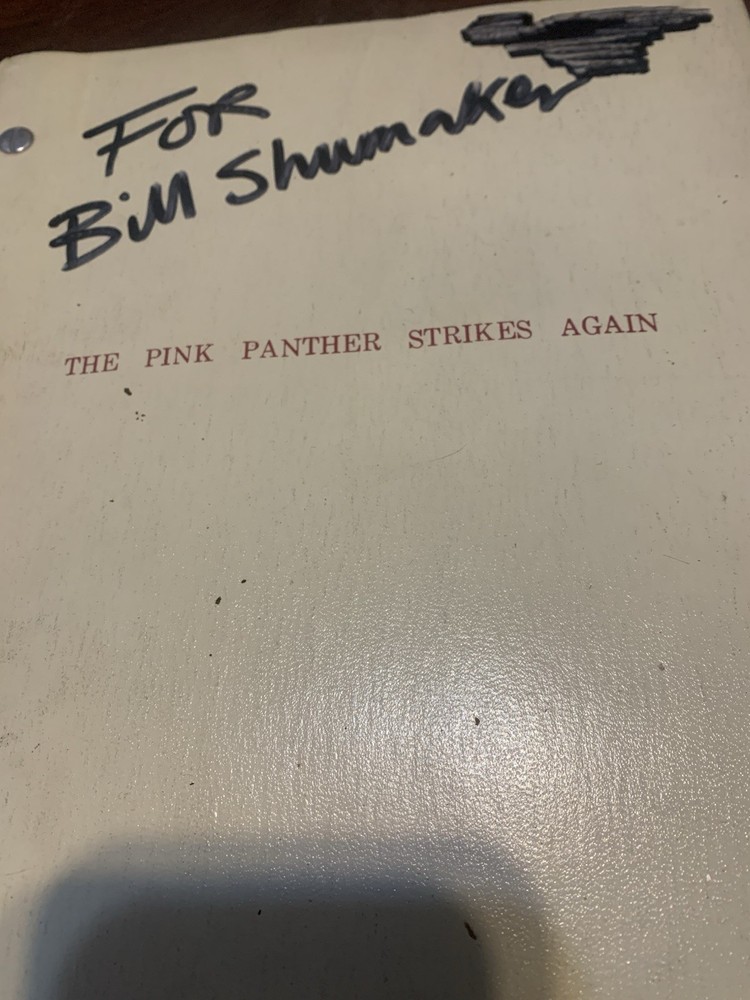 For
Bill Shumaker
THE PINK PANTHER STRIKES AGAIN